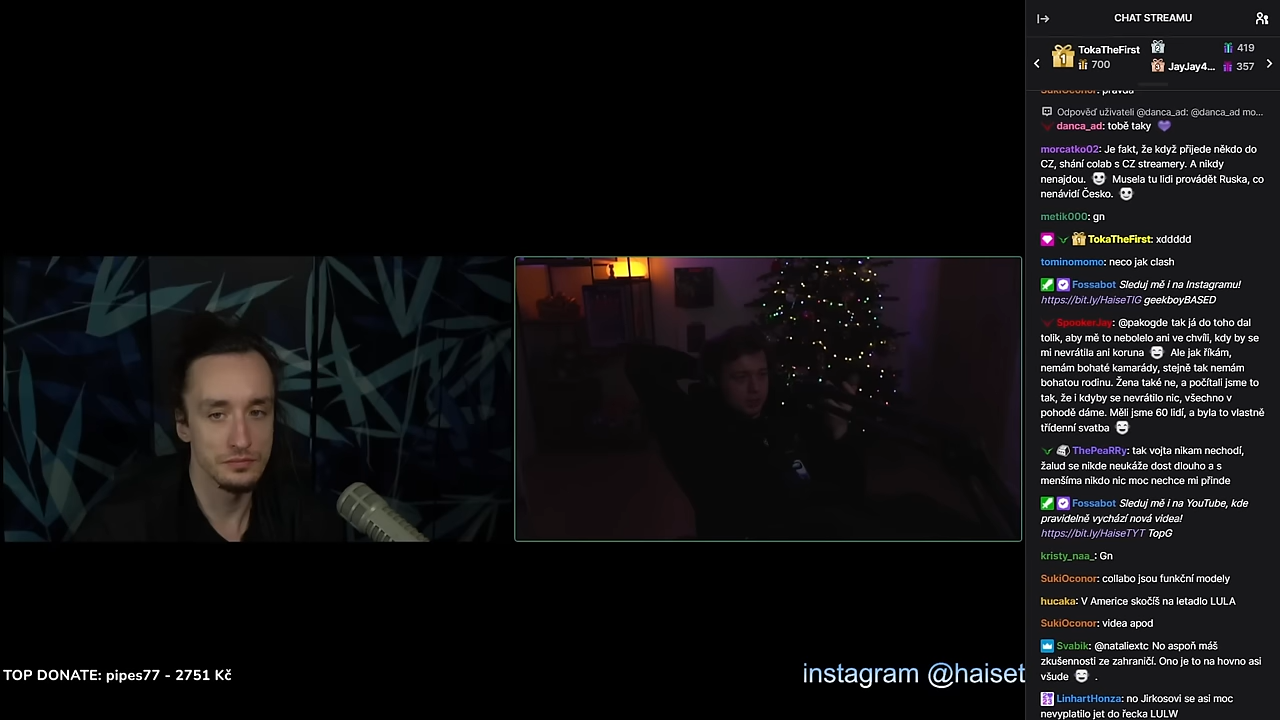 CHAT STREAMU
TokaTheFirst
700
2
419
3 JayJay4... 357
SukiOconor: pravda
Odpověď uživateli @danca_ad: @danca_ad mo...
danca_ad: tobě taky
morcatko02: Je fakt, že když přijede někdo do
CZ, shání colab s CZ streamery. A nikdy
nenajdou. Musela tu lidi provádět Ruska, co
nenávidí Česko.
metik000: gn
TokaTheFirst: xddddd
tominomomo: neco jak clash
Fossabot Sleduj mě i na Instagramu!
https://bit.ly/HaiseTIG geekboyBASED
SpookerJay: @pakogde tak já do toho dal
tolik, aby mě to nebolelo ani ve chvíli, kdy by se
mi nevrátila ani koruna Ale jak říkám,
nemám bohaté kamarády, stejně tak nemám
bohatou rodinu. Žena také ne, a počítali jsme to
tak, že i kdyby se nevrátilo nic, všechno v
pohodě dáme. Měli jsme 60 lidí, a byla to vlastně
třídenní svatba
ThePeaRRy: tak vojta nikam nechodí,
žalud se nikde neukáže dost dlouho a s
menšíma nikdo nic moc nechce mi přinde
Fossabot Sleduj mě i na YouTube, kde
pravidelně vychází nová videa!
https://bit.ly/HaiseTYT TopG
kristy_naa_: Gn
SukiOconor: collabo jsou funkční modely
hucaka: V Americe skočíš na letadlo LULA
SukiOconor: videa apod
Svabik: @nataliextc No aspoň máš
zkušenosti ze zahraničí. Ono je to na hovno asi
všude .
LinhartHonza: no Jirkosovi se asi moc
nevyplatilo jet do řecka LULW
TOP DONATE: pipes77 - 2751 Kč
instagram @haiset